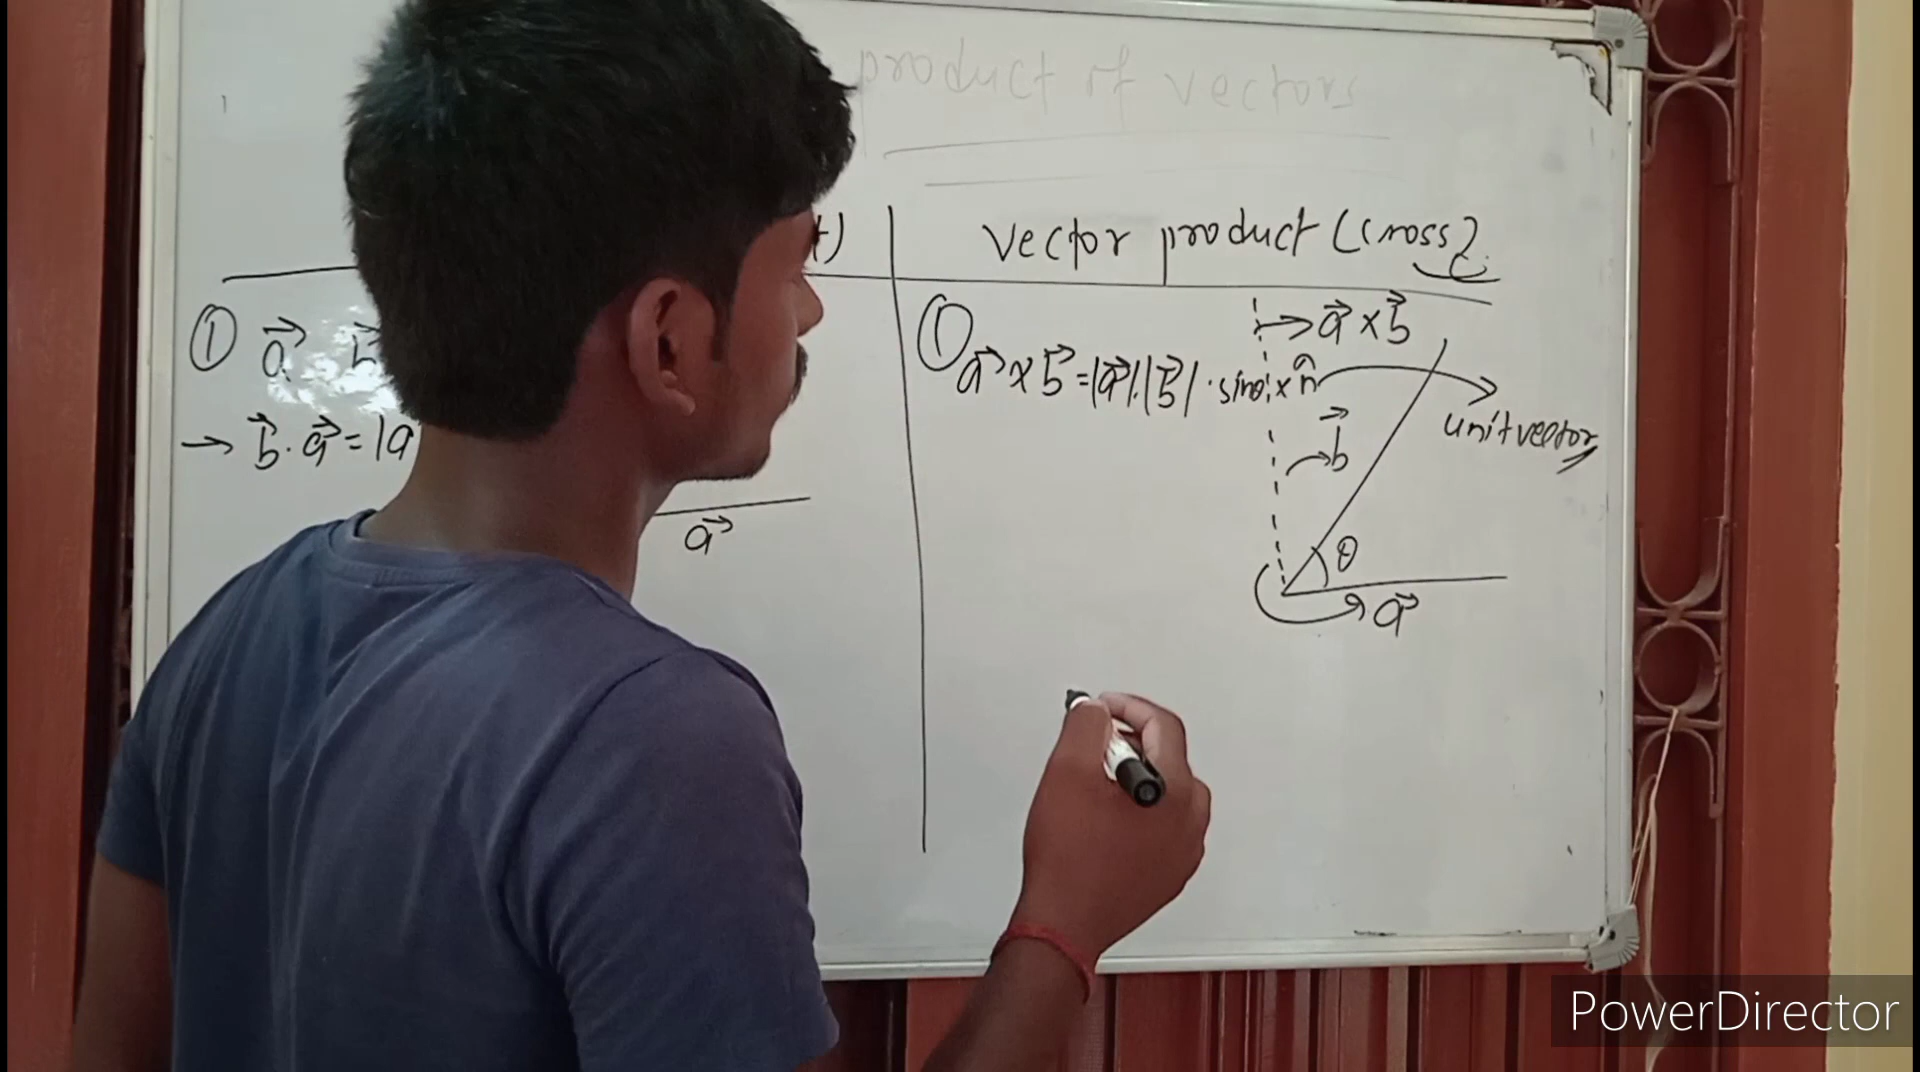 product of vectors
t)
vector product (cross)
① a⃗ b⃗
→ b⃗ · a⃗ = |a
a⃗
① a⃗ × b⃗ = |a⃗|.|b⃗| · sinθ × n̂
→ a⃗ × b⃗
unit vector
b⃗
θ
a⃗
PowerDirector